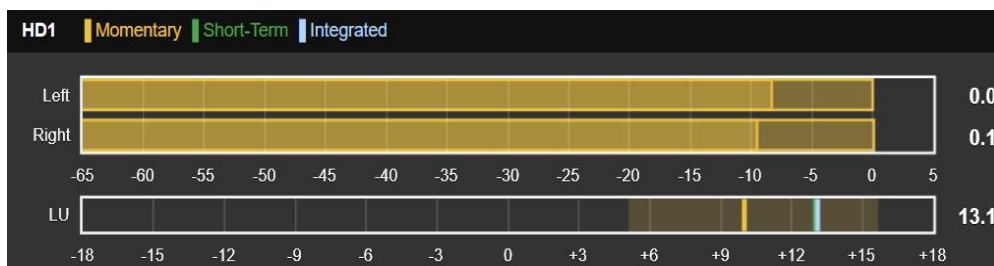 HD1 Momentary Short-Term Integrated
Left 0.0
Right 0.1
-65 -60 -55 -50 -45 -40 -35 -30 -25 -20 -15 -10 -5 0 5
LU 13.1
-18 -15 -12 -9 -6 -3 0 +3 +6 +9 +12 +15 +18